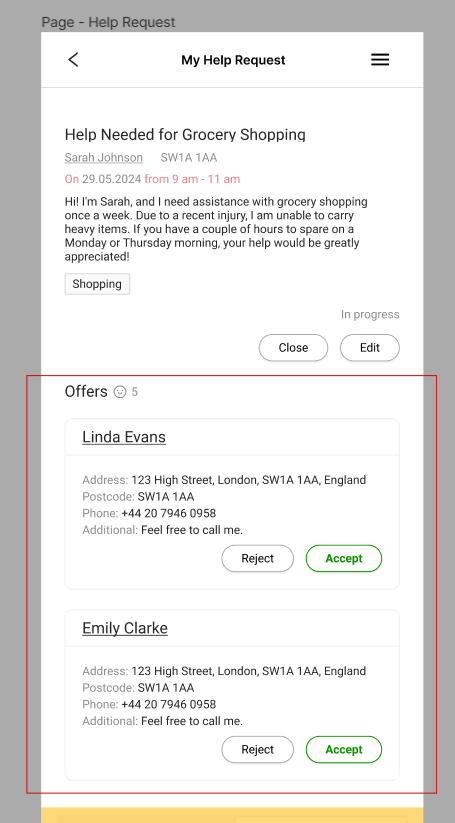 Page - Help Request
My Help Request
Help Needed for Grocery Shopping
Sarah Johnson SW1A 1AA
On 29.05.2024 from 9 am - 11 am
Hi! I'm Sarah, and I need assistance with grocery shopping
once a week. Due to a recent injury, I am unable to carry
heavy items. If you have a couple of hours to spare on a
Monday or Thursday morning, your help would be greatly
appreciated!
Shopping
In progress
Close Edit
Offers 5
Linda Evans
Address: 123 High Street, London, SW1A 1AA, England
Postcode: SW1A 1AA
Phone: +44 20 7946 0958
Additional: Feel free to call me.
Reject Accept
Emily Clarke
Address: 123 High Street, London, SW1A 1AA, England
Postcode: SW1A 1AA
Phone: +44 20 7946 0958
Additional: Feel free to call me.
Reject Accept